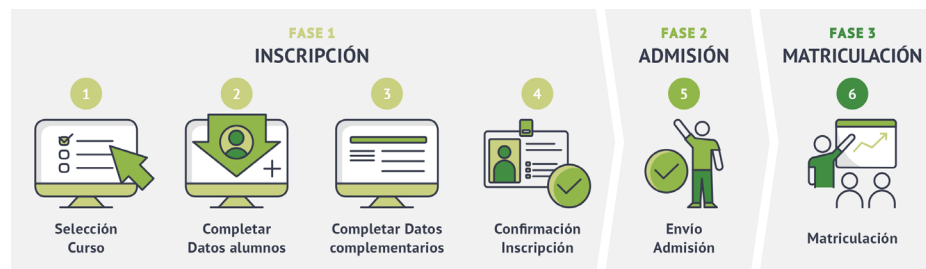 FASE 1
INSCRIPCIÓN
FASE 2
ADMISIÓN
FASE 3
MATRICULACIÓN
1
2
3
4
5
6
Selección
Curso
Completar
Datos alumnos
Completar Datos
complementarios
Confirmación
Inscripción
Envío
Admisión
Matriculación